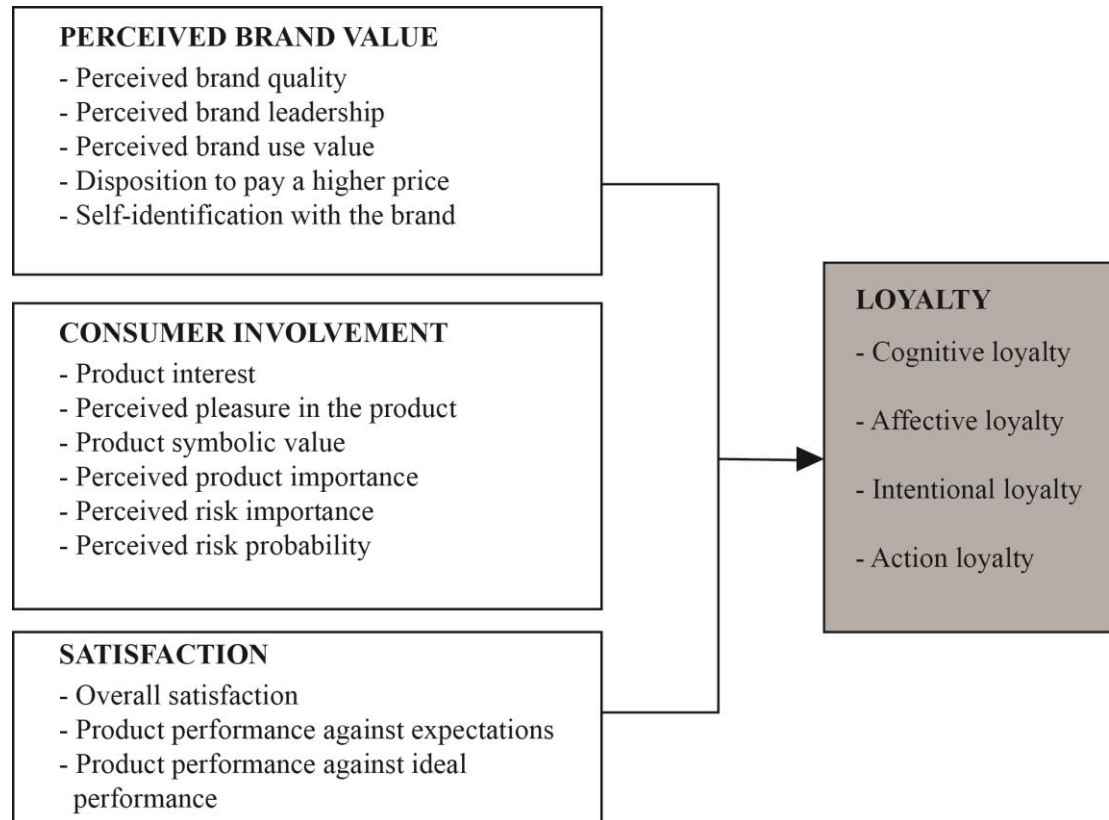 PERCEIVED BRAND VALUE
- Perceived brand quality
- Perceived brand leadership
- Perceived brand use value
- Disposition to pay a higher price
- Self-identification with the brand
CONSUMER INVOLVEMENT
- Product interest
- Perceived pleasure in the product
- Product symbolic value
- Perceived product importance
- Perceived risk importance
- Perceived risk probability
SATISFACTION
- Overall satisfaction
- Product performance against expectations
- Product performance against ideal
performance
LOYALTY
- Cognitive loyalty
- Affective loyalty
- Intentional loyalty
- Action loyalty